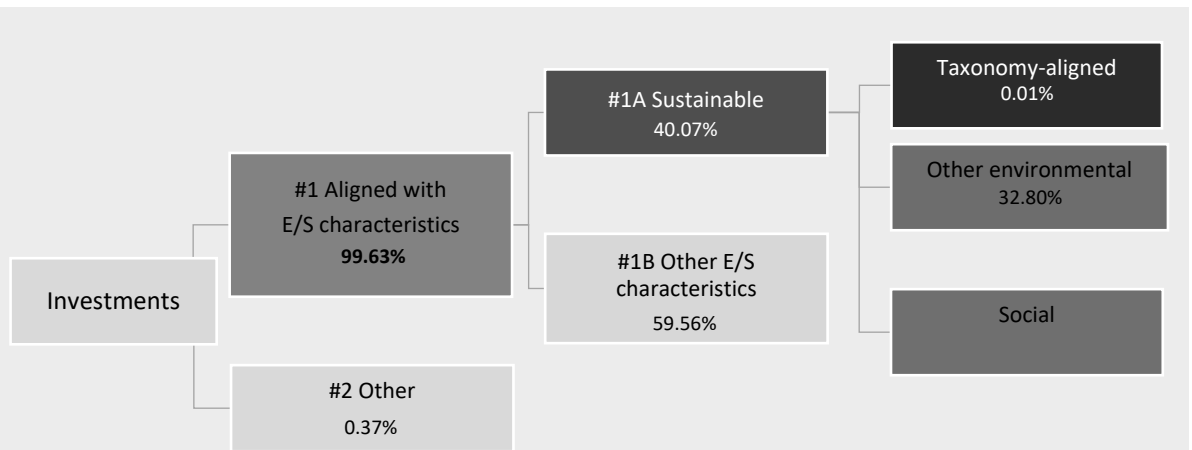 Investments
#1 Aligned with
E/S characteristics
99.63%
#2 Other
0.37%
#1A Sustainable
40.07%
#1B Other E/S
characteristics
59.56%
Taxonomy-aligned
0.01%
Other environmental
32.80%
Social